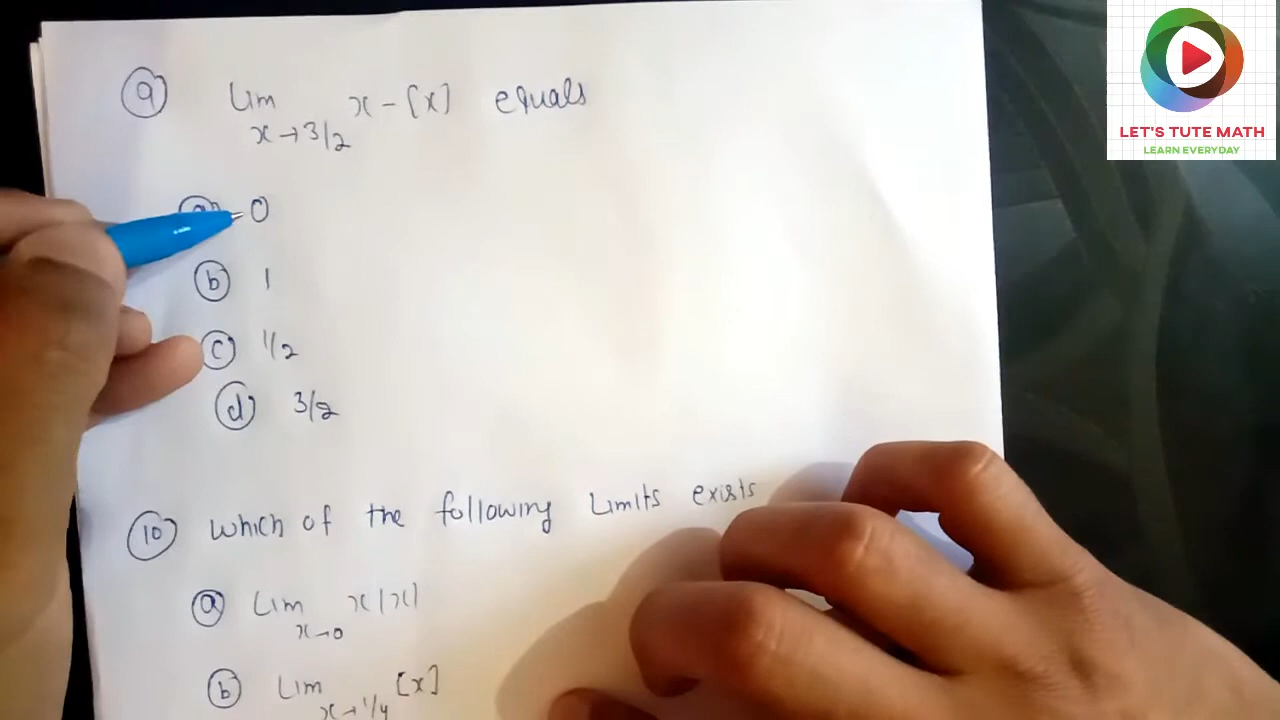 LET'S TUTE MATH
LEARN EVERYDAY
(9) Lim x→3/2 x - [x] equals
(a) 0
(b) 1
(c) 1/2
(d) 3/2
(10) Which of the following Limits exists
(a) Lim x→0 x|x|
(b) Lim x→1/4 [x]